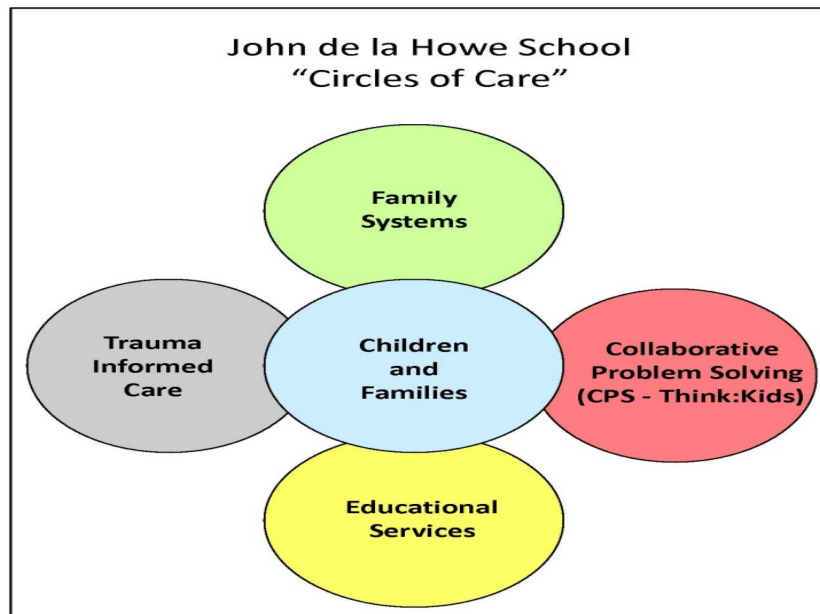 John de la Howe School
“Circles of Care”
Family
Systems
Trauma
Informed
Care
Children
and
Families
Collaborative
Problem Solving
(CPS - Think:Kids)
Educational
Services